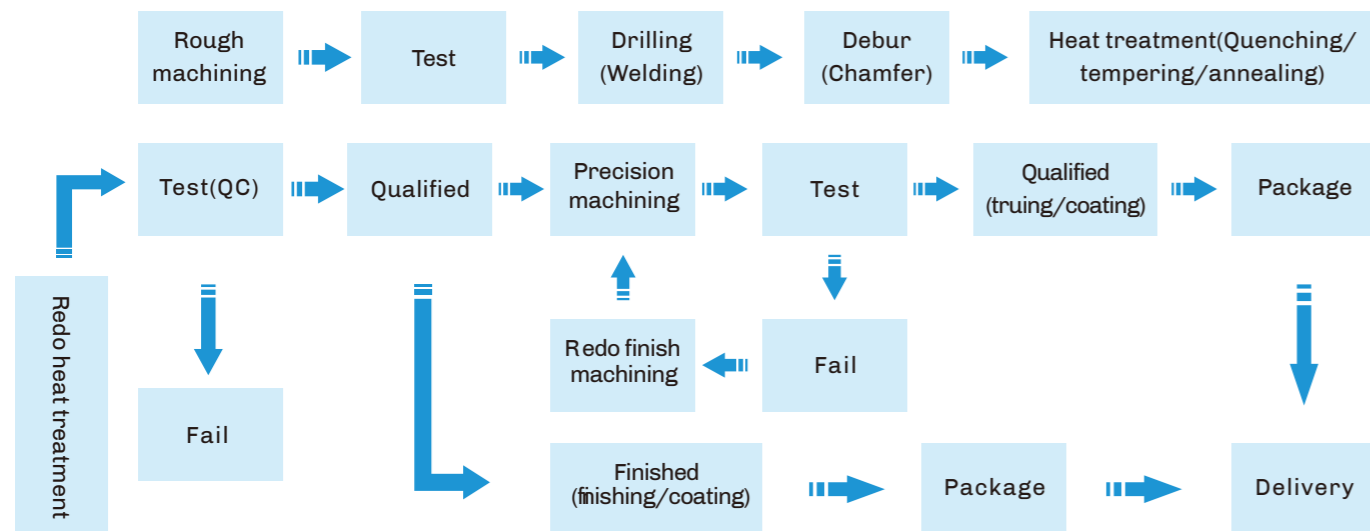 Rough
machining
Test
Drilling
(Welding)
Debur
(Chamfer)
Heat treatment(Quenching/
tempering/annealing)
Test(QC)
Qualified
Precision
machining
Test
Qualified
(truing/coating)
Package
Redo heat treatment
Fail
Redo finish
machining
Fail
Finished
(finishing/coating)
Package
Delivery